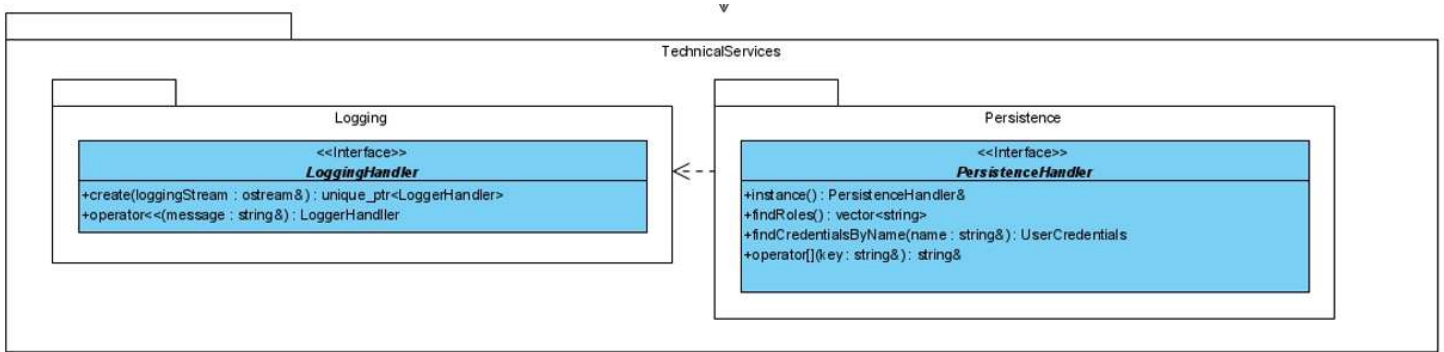 TechnicalServices
Logging
<<Interface>>
LoggingHandler
+create(loggingStream : ostream&) : unique_ptr<LoggerHandler>
+operator<<(message : string&) : LoggerHandller
Persistence
<<Interface>>
PersistenceHandler
+instance() : PersistenceHandler&
+findRoles() : vector<string>
+findCredentialsByName(name : string&) : UserCredentials
+operator[](key : string&) : string&